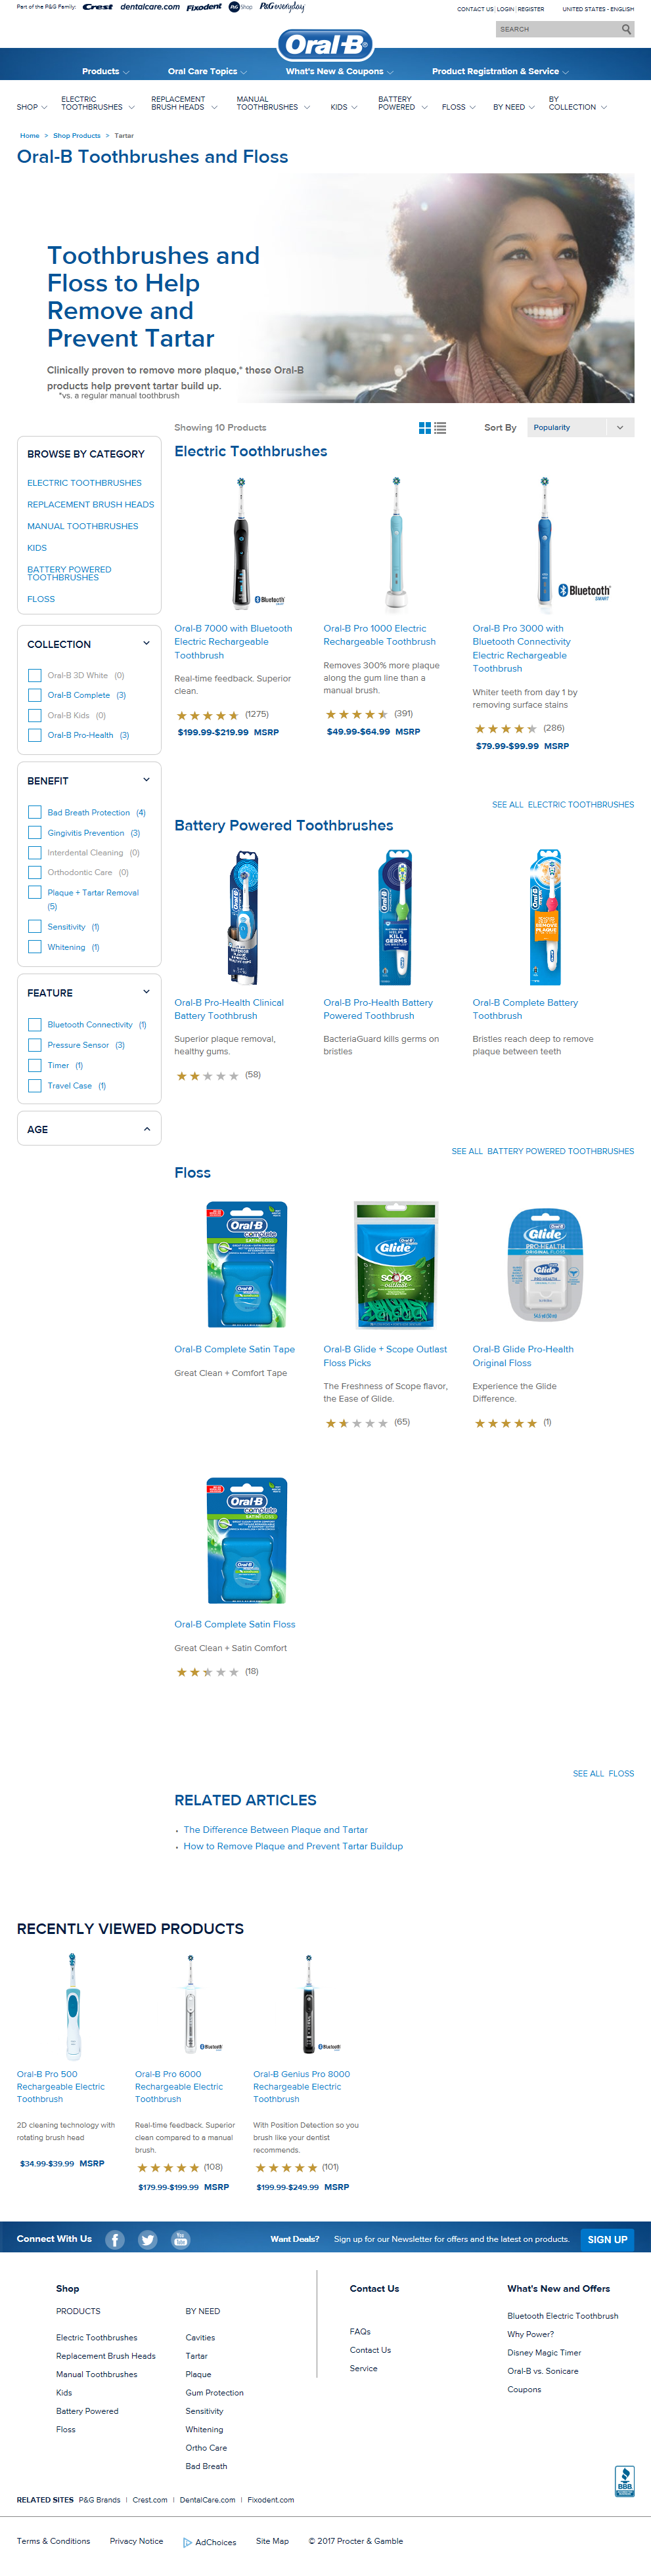 Part of the P&G Family: Crest dentalcare.com Fixodent P&G Shop P&G everyday
CONTACT US LOGIN REGISTER UNITED STATES - ENGLISH
SEARCH
Oral-B
Products Oral Care Topics What's New & Coupons Product Registration & Service
SHOP ELECTRIC TOOTHBRUSHES REPLACEMENT BRUSH HEADS MANUAL TOOTHBRUSHES KIDS BATTERY POWERED FLOSS BY NEED BY COLLECTION
Home > Shop Products > Tartar
Oral-B Toothbrushes and Floss
Toothbrushes and
Floss to Help
Remove and
Prevent Tartar
Clinically proven to remove more plaque,* these Oral-B
products help prevent tartar build up.
*vs. a regular manual toothbrush
Showing 10 Products
Sort By Popularity
BROWSE BY CATEGORY
ELECTRIC TOOTHBRUSHES
REPLACEMENT BRUSH HEADS
MANUAL TOOTHBRUSHES
KIDS
BATTERY POWERED
TOOTHBRUSHES
FLOSS
COLLECTION
Oral-B 3D White (0)
Oral-B Complete (3)
Oral-B Kids (0)
Oral-B Pro-Health (3)
BENEFIT
Bad Breath Protection (4)
Gingivitis Prevention (3)
Interdental Cleaning (0)
Orthodontic Care (0)
Plaque + Tartar Removal
(5)
Sensitivity (1)
Whitening (1)
FEATURE
Bluetooth Connectivity (1)
Pressure Sensor (3)
Timer (1)
Travel Case (1)
AGE
Electric Toothbrushes
Bluetooth
Oral-B 7000 with Bluetooth
Electric Rechargeable
Toothbrush
Real-time feedback. Superior
clean.
(1275)
$199.99-$219.99 MSRP
Oral-B Pro 1000 Electric
Rechargeable Toothbrush
Removes 300% more plaque
along the gum line than a
manual brush.
(391)
$49.99-$64.99 MSRP
Bluetooth
SMART
Oral-B Pro 3000 with
Bluetooth Connectivity
Electric Rechargeable
Toothbrush
Whiter teeth from day 1 by
removing surface stains
(286)
$79.99-$99.99 MSRP
SEE ALL ELECTRIC TOOTHBRUSHES
Battery Powered Toothbrushes
Oral-B Pro-Health Clinical
Battery Toothbrush
Superior plaque removal,
healthy gums.
(58)
KILL
GERMS
Oral-B Pro-Health Battery
Powered Toothbrush
BacteriaGuard kills germs on
bristles
Oral-B
Oral-B Complete Battery
Toothbrush
Bristles reach deep to remove
plaque between teeth
SEE ALL BATTERY POWERED TOOTHBRUSHES
Floss
Oral-B
complete
Oral-B Complete Satin Tape
Great Clean + Comfort Tape
Glide
scope
outlast
Oral-B Glide + Scope Outlast
Floss Picks
The Freshness of Scope flavor,
the Ease of Glide.
(65)
Glide
PRO-HEALTH
ORIGINAL FLOSS
Glide
Oral-B Glide Pro-Health
Original Floss
Experience the Glide
Difference.
(1)
Oral-B
complete
Oral-B Complete Satin Floss
Great Clean + Satin Comfort
(18)
SEE ALL FLOSS
RELATED ARTICLES
The Difference Between Plaque and Tartar
How to Remove Plaque and Prevent Tartar Buildup
RECENTLY VIEWED PRODUCTS
Oral-B Pro 500
Rechargeable Electric
Toothbrush
2D cleaning technology with
rotating brush head
$34.99-$39.99 MSRP
Bluetooth
Oral-B Pro 6000
Rechargeable Electric
Toothbrush
Real-time feedback. Superior
clean compared to a manual
brush.
(108)
$179.99-$199.99 MSRP
Bluetooth
Oral-B Genius Pro 8000
Rechargeable Electric
Toothbrush
With Position Detection so you
brush like your dentist
recommends.
(101)
$199.99-$249.99 MSRP
Connect With Us
You Tube
Want Deals? Sign up for our Newsletter for offers and the latest on products. SIGN UP
Shop
PRODUCTS
Electric Toothbrushes
Replacement Brush Heads
Manual Toothbrushes
Kids
Battery Powered
Floss
BY NEED
Cavities
Tartar
Plaque
Gum Protection
Sensitivity
Whitening
Ortho Care
Bad Breath
Contact Us
FAQs
Contact Us
Service
What's New and Offers
Bluetooth Electric Toothbrush
Why Power?
Disney Magic Timer
Oral-B vs. Sonicare
Coupons
BBB
RELATED SITES P&G Brands | Crest.com | DentalCare.com | Fixodent.com
Terms & Conditions Privacy Notice AdChoices Site Map © 2017 Procter & Gamble